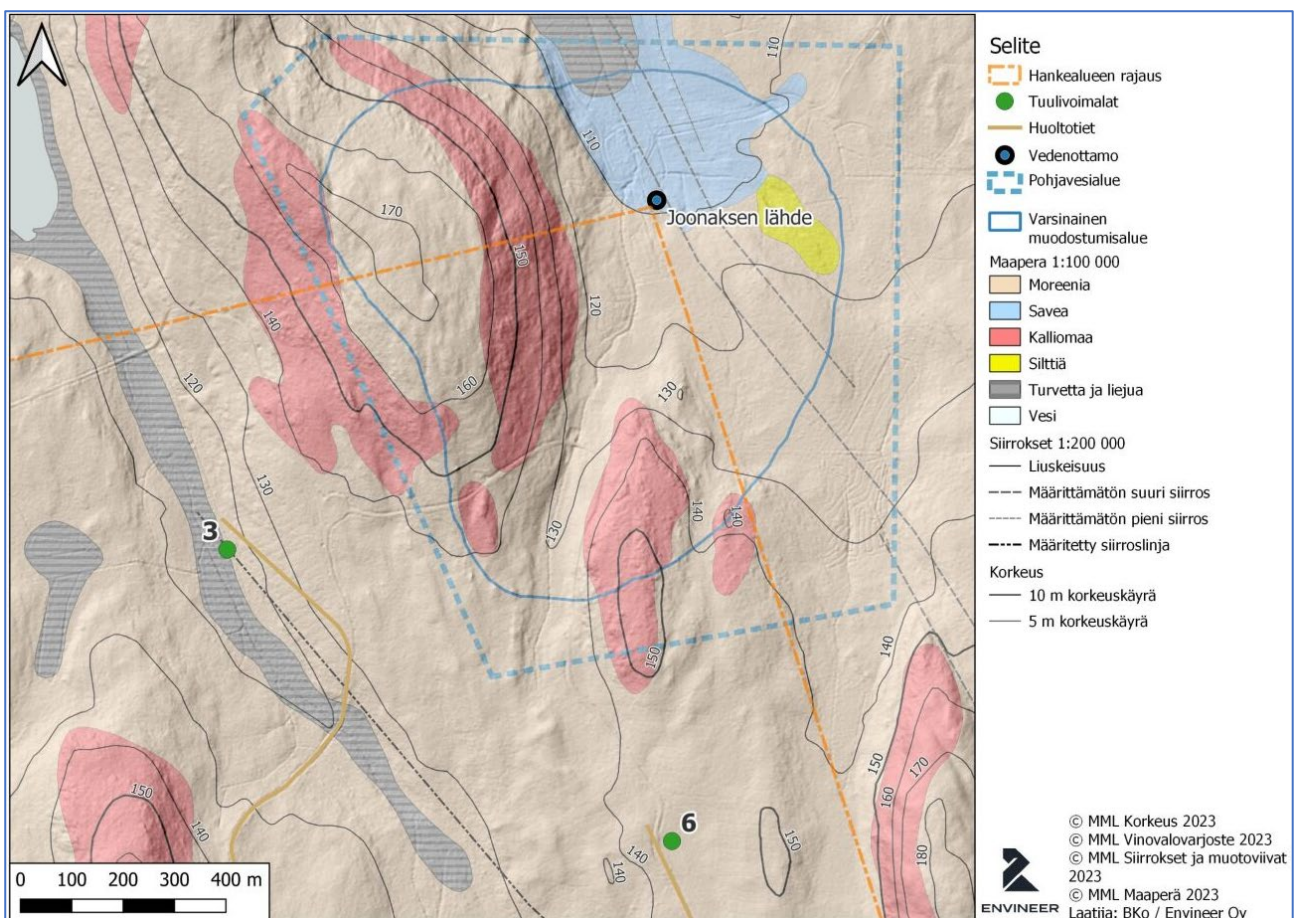 110
170
Joonaksen lähde
110
150
120
140
160
120
130
130
130
140
140
3
150
140
150
6
140
150
140
150
140
160
170
180
0 100 200 300 400 m
Selite
Hankealueen rajaus
Tuulivoimalat
Huoltotiet
Vedenottamo
Pohjavesialue
Varsinainen
muodostumisalue
Maapera 1:100 000
Moreenia
Savea
Kalliomaa
Silttiä
Turvetta ja liejua
Vesi
Siirrokset 1:200 000
Liuskeisuus
Määrittämätön suuri siirros
Määrittämätön pieni siirros
Määritetty siirroslinja
Korkeus
10 m korkeuskäyrä
5 m korkeuskäyrä
© MML Korkeus 2023
© MML Vinovalovarjoste 2023
© MML Siirrokset ja muotoviivat
2023
© MML Maaperä 2023
Laatija: BKo / Envineer Oy
ENVINEER